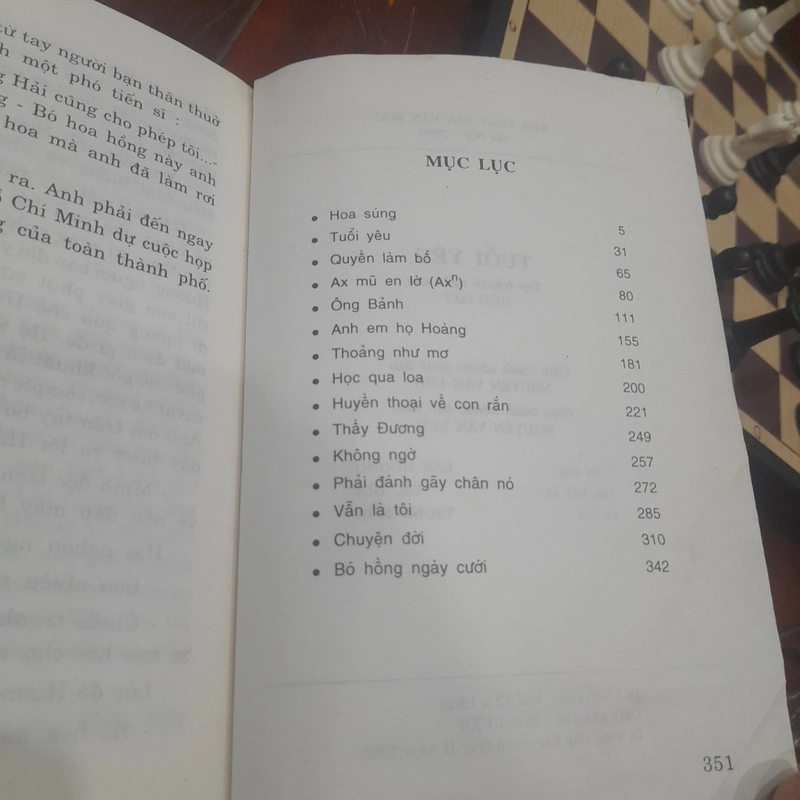 từ tay người bạn thân thuở
h một phó tiến sĩ :
g Hải cũng cho phép tôi...-
g - Bó hoa hồng này anh
hoa mà anh đã làm rơi
ra. Anh phải đến ngay
Chí Minh dự cuộc họp
g của toàn thành phố.
MỤC LỤC
• Hoa súng 5
• Tuổi yêu 31
• Quyền làm bố 65
• Ax mũ en lờ (Axⁿ) 80
• Ông Bảnh 111
• Anh em họ Hoàng 155
• Thoảng như mơ 181
• Học qua loa 200
• Huyền thoại về con rắn 221
• Thầy Đương 249
• Không ngờ 257
• Phải đánh gãy chân nó 272
• Vẫn là tôi 285
• Chuyện đời 310
• Bó hồng ngày cưới 342
351